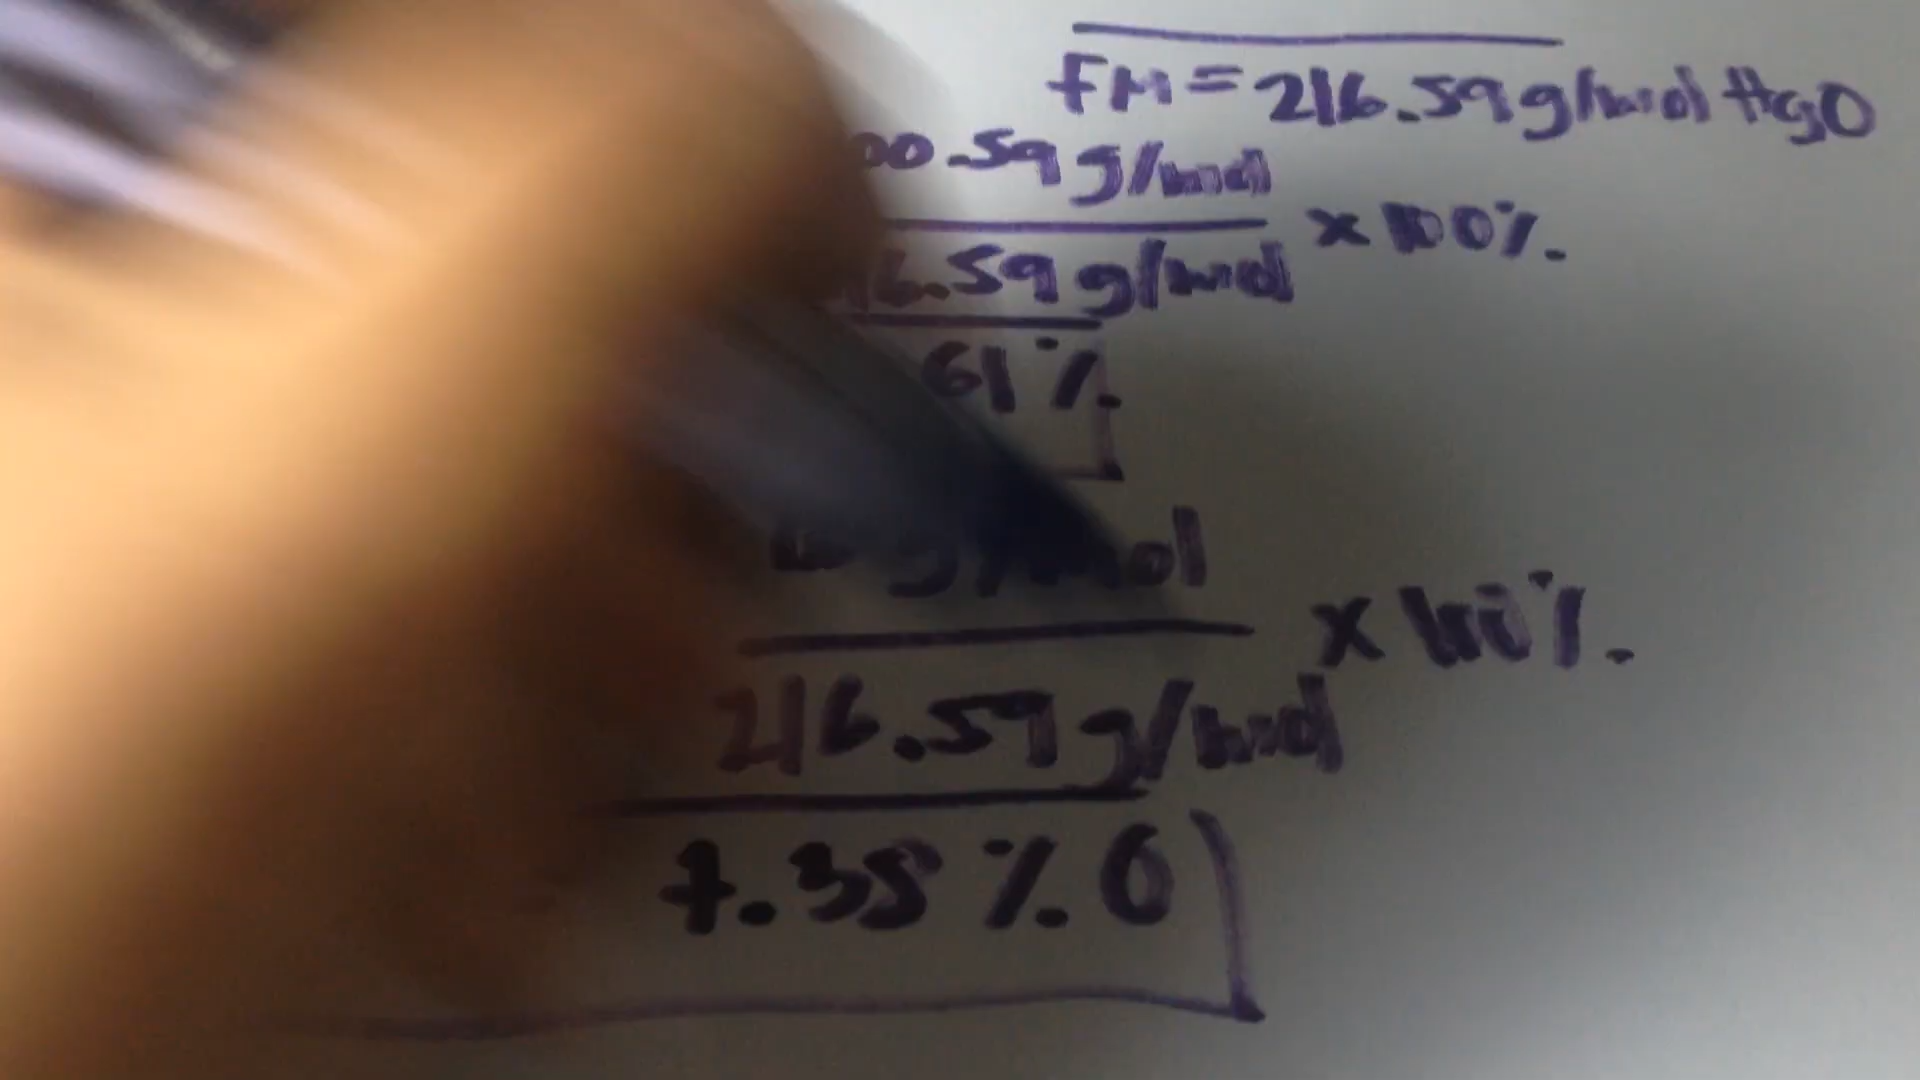 FM = 216.59 g/mol HgO
00.59 g/mol
x 100%.
6.59 g/mol
61%.
g/mol
x 100%.
216.59 g/mol
7.38 %. O